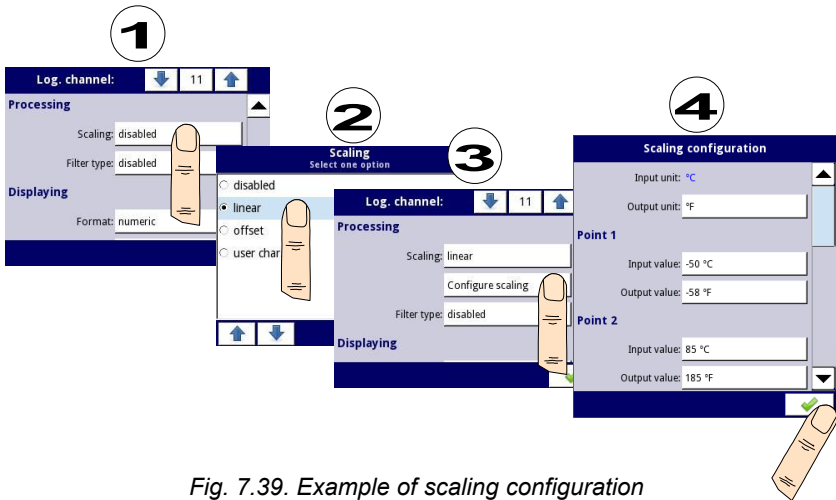 1
Log. channel: 11
Processing
Scaling: disabled
Filter type: disabled
Displaying
Format: numeric
2
Scaling
Select one option
disabled
linear
offset
user char
3
Log. channel: 11
Processing
Scaling: linear
Configure scaling
Filter type: disabled
Displaying
4
Scaling configuration
Input unit: °C
Output unit: °F
Point 1
Input value: -50 °C
Output value: -58 °F
Point 2
Input value: 85 °C
Output value: 185 °F
Fig. 7.39. Example of scaling configuration